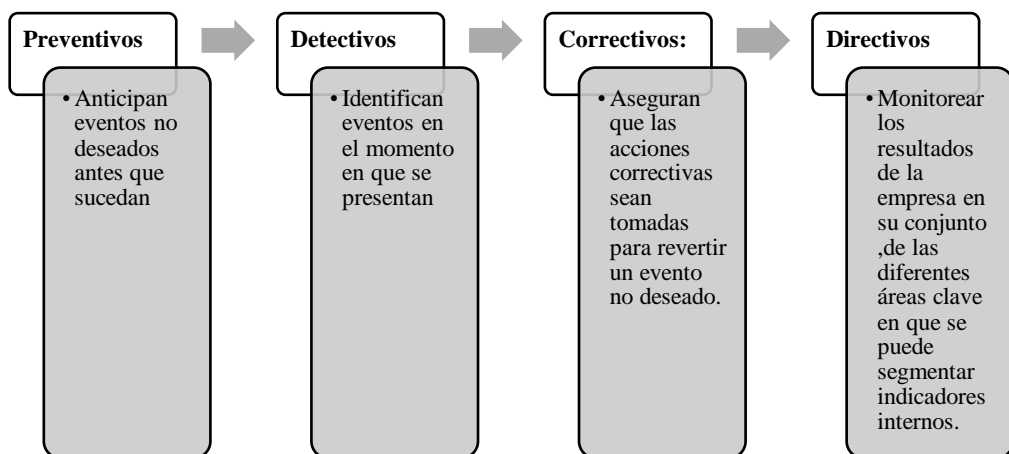 Preventivos
• Anticipan
eventos no
deseados
antes que
sucedan
Detectivos
• Identifican
eventos en
el momento
en que se
presentan
Correctivos:
• Aseguran
que las
acciones
correctivas
sean
tomadas
para revertir
un evento
no deseado.
Directivos
• Monitorear
los
resultados
de la
empresa en
su conjunto
,de las
diferentes
áreas clave
en que se
puede
segmentar
indicadores
internos.